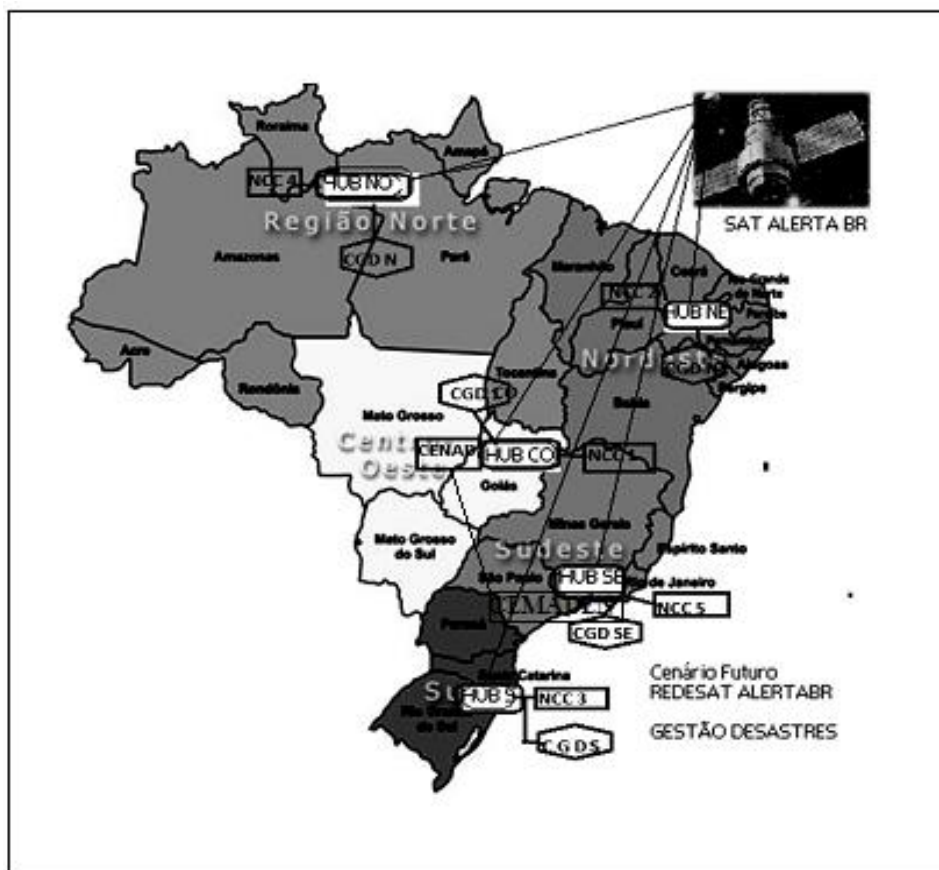 Roraima
Amapá
NCC 4
HUB NO
Região Norte
SAT ALERTA BR
CGD N
Amazonas
Pará
Maranhão
Ceará
Rio Grande
do Norte
NCC 2
HUB NE
Paraíba
Piauí
Pernambuco
Nordeste
CGD NE
Alagoas
Sergipe
Acre
Rondônia
Tocantins
CGD CO
Bahia
Mato Grosso
Centro
Oeste
CENAD
HUB CO
NCC 1
Goiás
Minas Gerais
Mato Grosso
do Sul
Sudeste
Espírito Santo
São Paulo
HUB SE
Rio de Janeiro
CEMADEN
NCC 5
Paraná
CGD SE
Santa Catarina
Cenário Futuro
REDESAT ALERTABR
Sul
HUB S
NCC 3
Rio Grande
do Sul
GESTÃO DESASTRES
C G D S